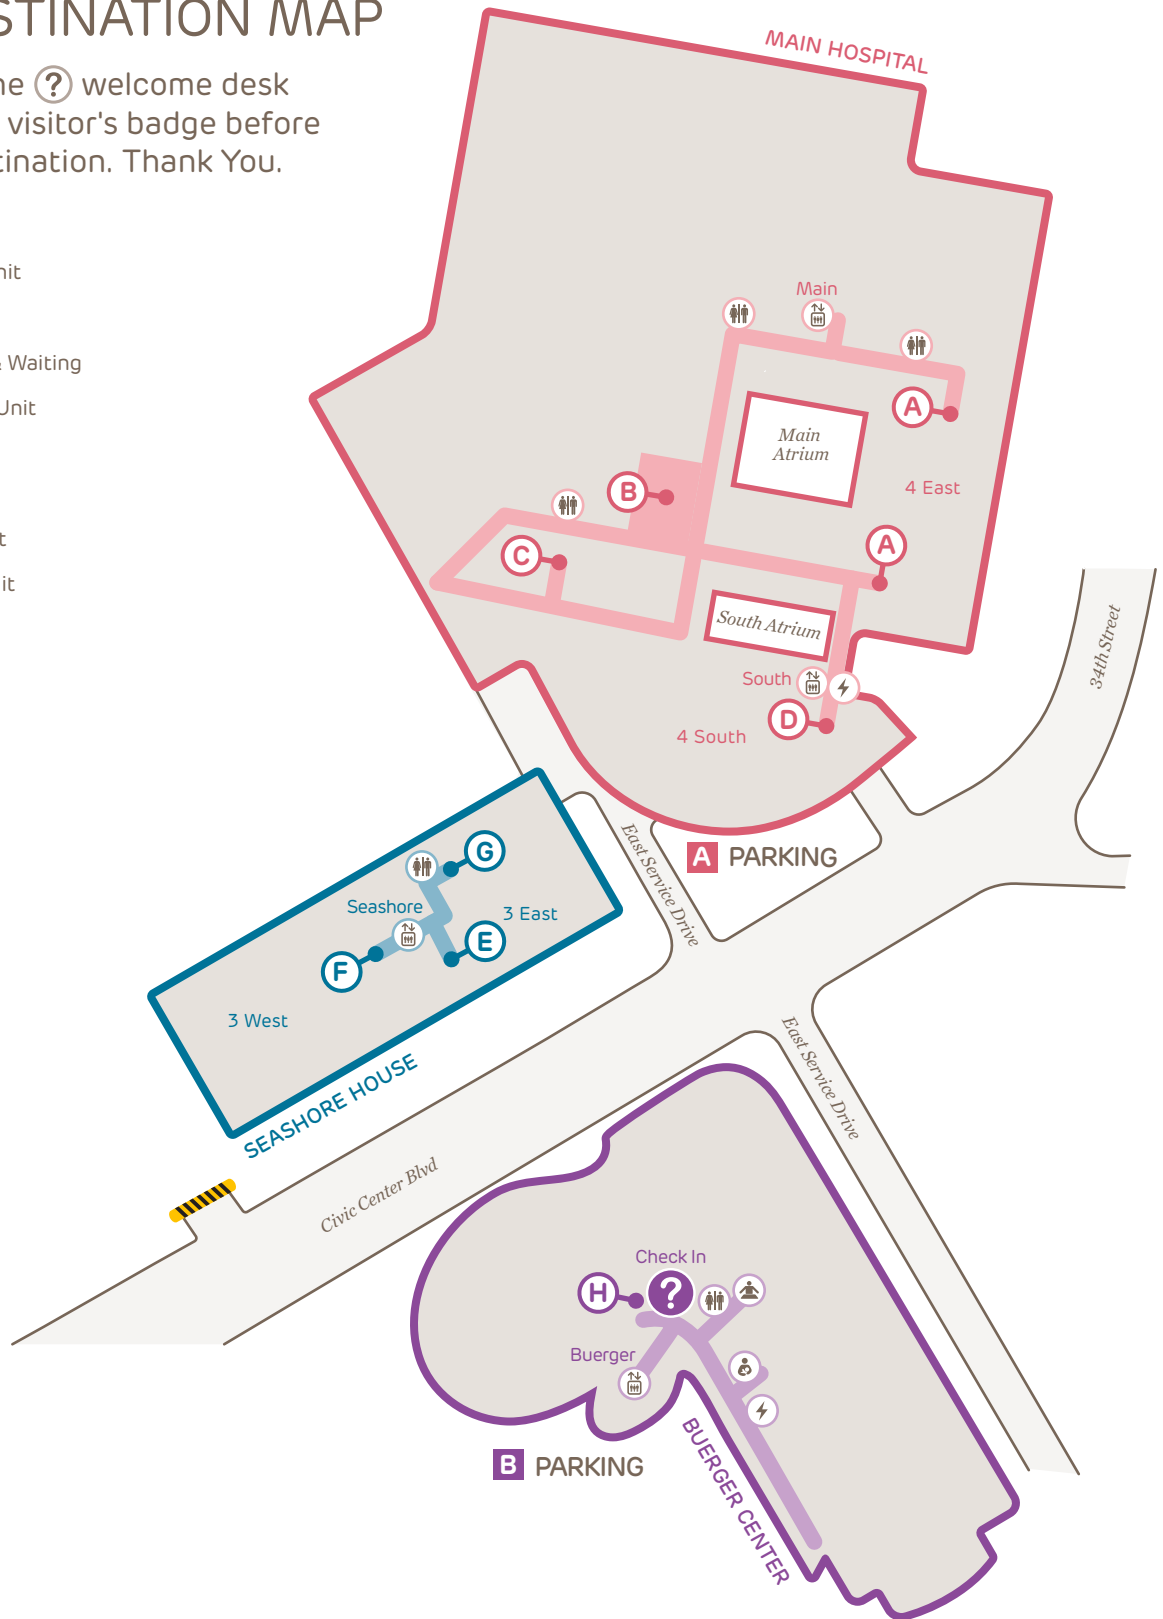 STINATION MAP
ne ? welcome desk
visitor's badge before
tination. Thank You.
nit
& Waiting
Unit
t
it
MAIN HOSPITAL
Main
A
Main
Atrium
4 East
B
C
A
South Atrium
South
D
4 South
34th Street
A PARKING
East Service Drive
G
Seashore
3 East
E
F
3 West
SEASHORE HOUSE
East Service Drive
Civic Center Blvd
Check In
H
?
Buerger
B PARKING
BUERGER CENTER